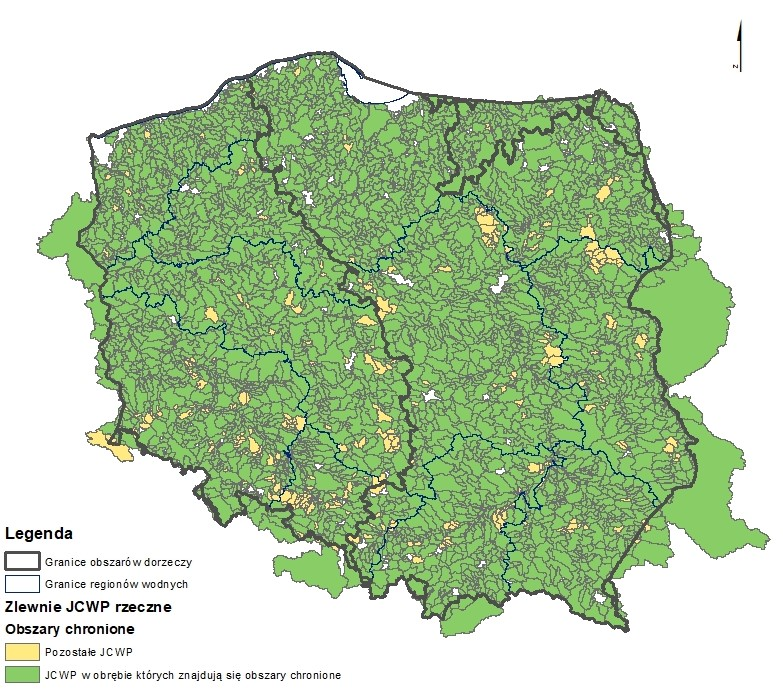 z
Legenda
Granice obszarów dorzeczy
Granice regionów wodnych
Zlewnie JCWP rzeczne
Obszary chronione
Pozostałe JCWP
JCWP w obrębie których znajdują się obszary chronione